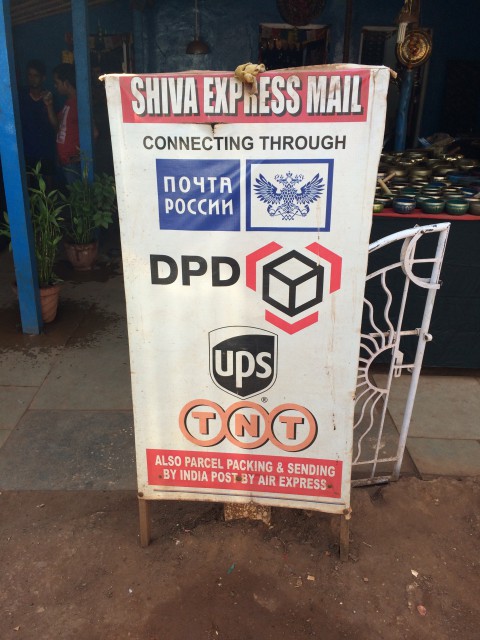 SHIVA EXPRESS MAIL
CONNECTING THROUGH
ПОЧТА
РОССИИ
DPD
ups
TNT
ALSO PARCEL PACKING & SENDING
BY INDIA POST BY AIR EXPRESS